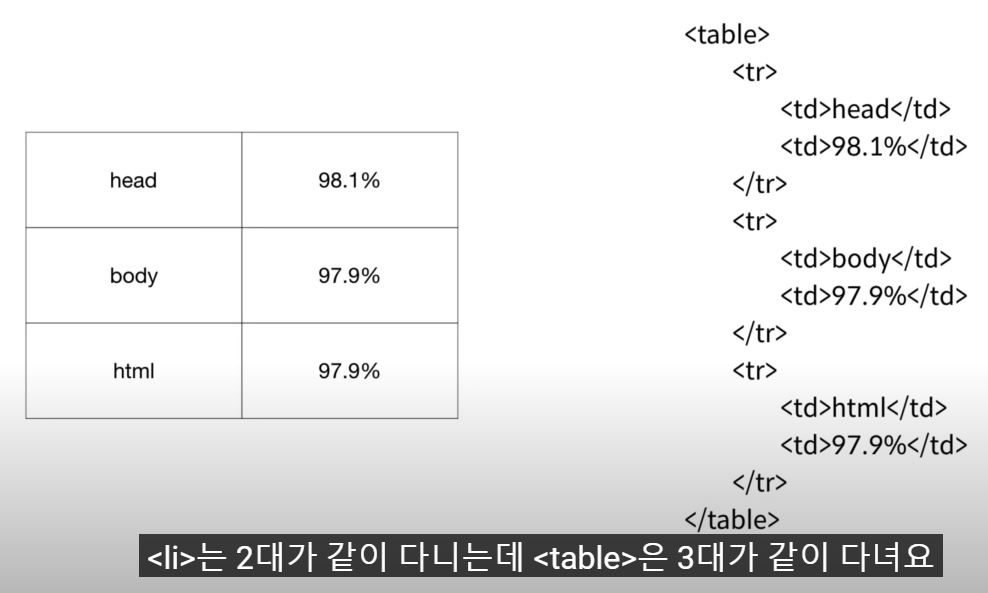 head 98.1%
body 97.9%
html 97.9%
<table>
<tr>
<td>head</td>
<td>98.1%</td>
</tr>
<tr>
<td>body</td>
<td>97.9%</td>
</tr>
<tr>
<td>html</td>
<td>97.9%</td>
</tr>
</table>
<li>는 2대가 같이 다니는데 <table>은 3대가 같이 다녀요